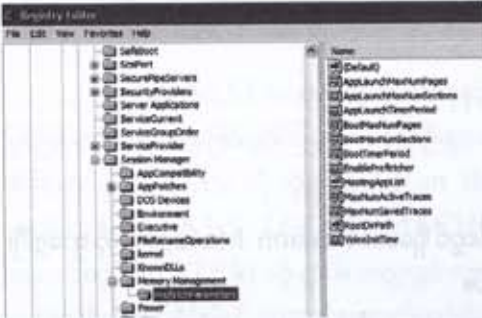 Registry Editor
File Edit View Favorites Help
SafeBoot
ScsiPort
SecurePipeServers
SecurityProviders
Server Applications
ServiceCurrent
ServiceGroupOrder
ServiceProvider
Session Manager
AppCompatibility
AppPatches
DOS Devices
Environment
Executive
FileRenameOperations
kernel
KnownDLLs
Memory Management
PrefetchParameters
Power
Name
(Default)
AppLaunchMaxNumPages
AppLaunchMaxNumSections
AppLaunchTimerPeriod
BootMaxNumPages
BootMaxNumSections
BootTimerPeriod
EnablePrefetcher
HostingAppList
MaxNumActiveTraces
MaxNumSavedTraces
RootDirPath
VideoInitTime